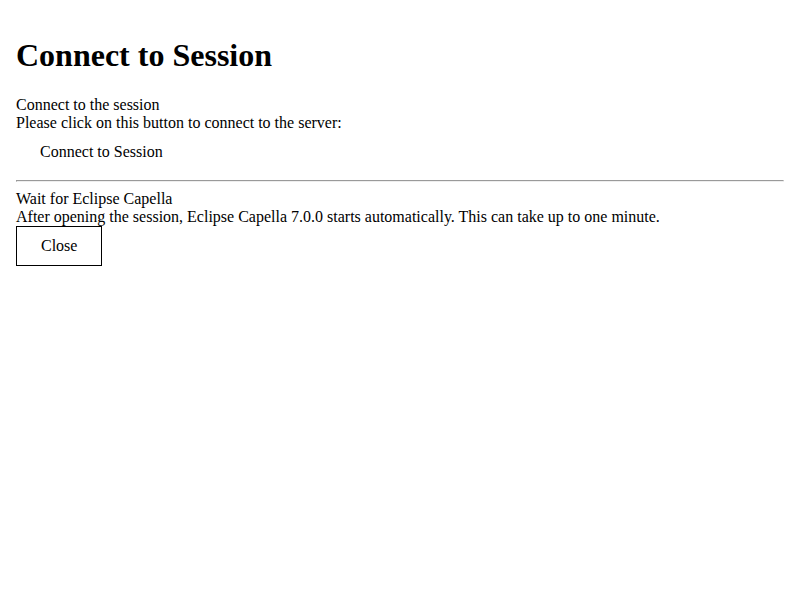 Connect to Session
Connect to the session
Please click on this button to connect to the server:
Connect to Session
Wait for Eclipse Capella
After opening the session, Eclipse Capella 7.0.0 starts automatically. This can take up to one minute.
Close